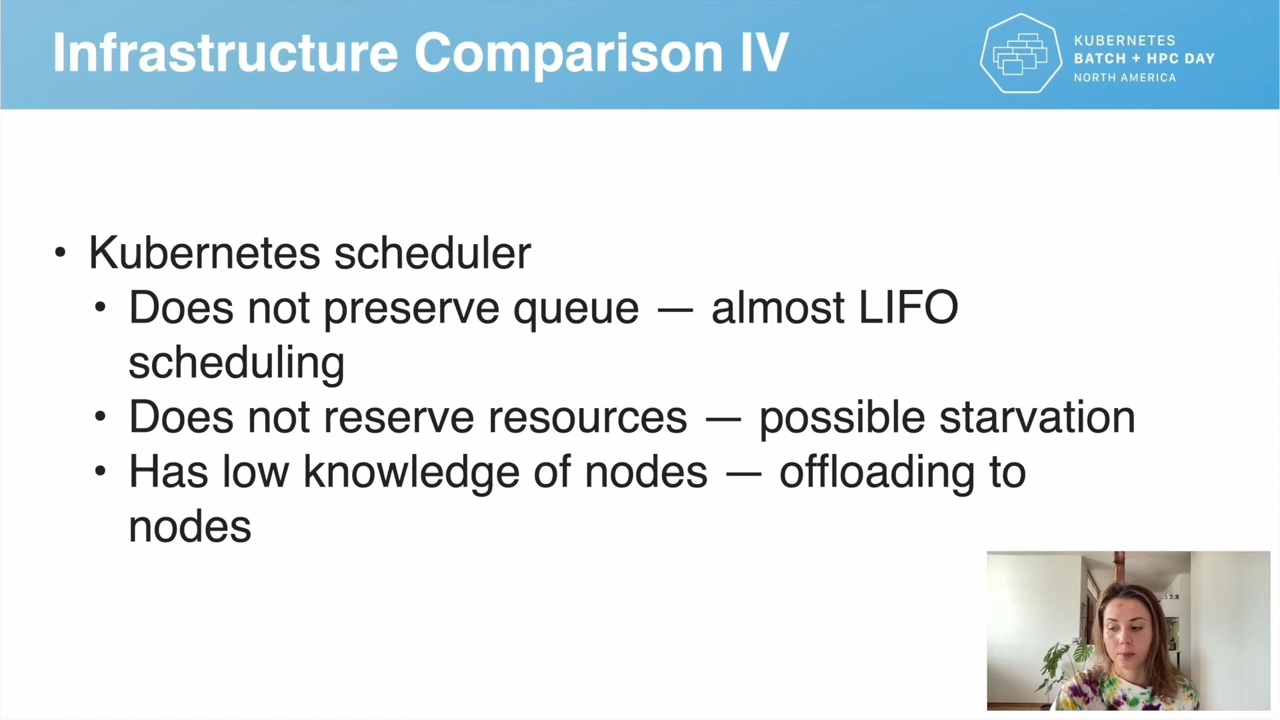 Infrastructure Comparison IV
KUBERNETES
BATCH + HPC DAY
NORTH AMERICA
• Kubernetes scheduler
• Does not preserve queue — almost LIFO
scheduling
• Does not reserve resources — possible starvation
• Has low knowledge of nodes — offloading to
nodes